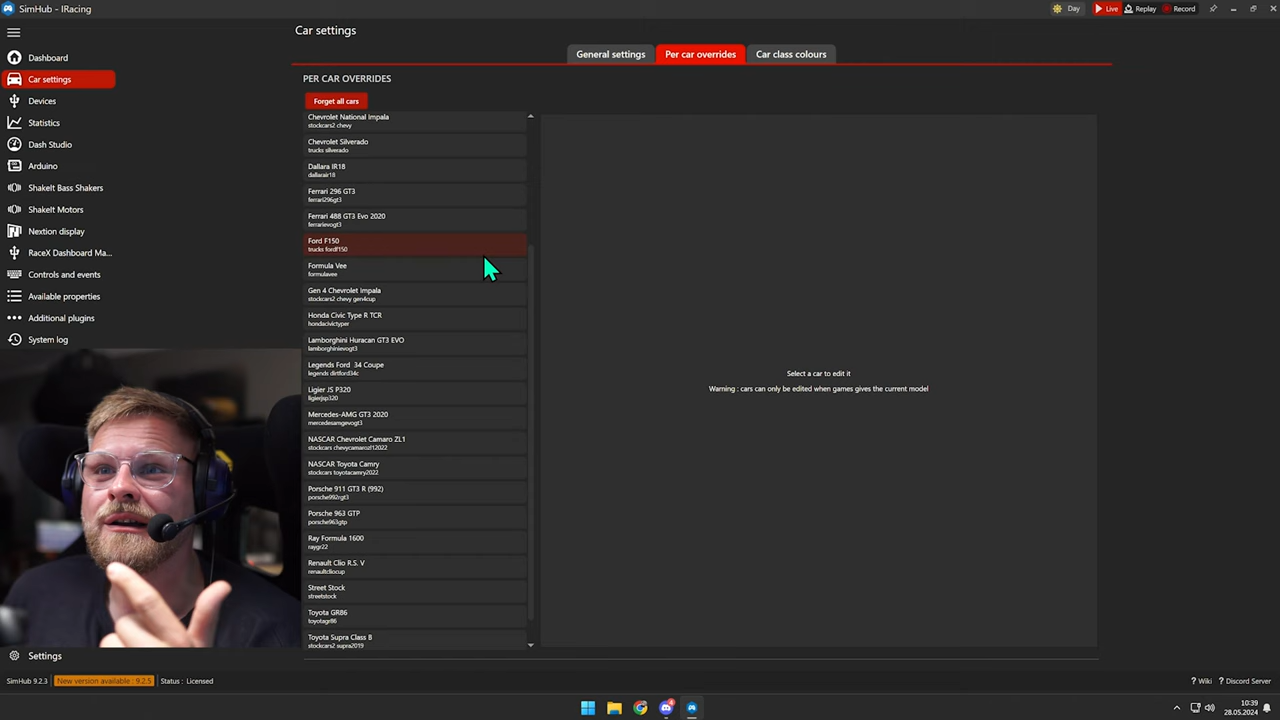 SimHub - IRacing
Day
Live
Replay
Record
Dashboard
Car settings
Devices
Statistics
Dash Studio
Arduino
ShakeIt Bass Shakers
ShakeIt Motors
Nextion display
RaceX Dashboard Ma...
Controls and events
Available properties
Additional plugins
System log
Settings
Car settings
General settings
Per car overrides
Car class colours
PER CAR OVERRIDES
Forget all cars
Chevrolet National Impala
stockcars2 chevy
Chevrolet Silverado
trucks silverado
Dallara IR18
dallarair18
Ferrari 296 GT3
ferrari296gt3
Ferrari 488 GT3 Evo 2020
ferrarievogt3
Ford F150
trucks fordf150
Formula Vee
formulavee
Gen 4 Chevrolet Impala
stockcars2 chevy gen4cup
Honda Civic Type R TCR
hondacivictyper
Lamborghini Huracan GT3 EVO
lamborghinievogt3
Legends Ford 34 Coupe
legends dirtford34c
Ligier JS P320
ligierjsp320
Mercedes-AMG GT3 2020
mercedesamgevogt3
NASCAR Chevrolet Camaro ZL1
stockcars chevycamarozl12022
NASCAR Toyota Camry
stockcars toyotacamry2022
Porsche 911 GT3 R (992)
porsche992rgt3
Porsche 963 GTP
porsche963gtp
Ray Formula 1600
raygr22
Renault Clio R.S. V
renaultcliocup
Street Stock
streetstock
Toyota GR86
toyotagr86
Toyota Supra Class B
stockcars2 supra2019
Select a car to edit it
Warning : cars can only be edited when games gives the current model
SimHub 9.2.3
New version available : 9.2.5
Status : Licensed
Wiki
Discord Server
10:39
28.05.2024